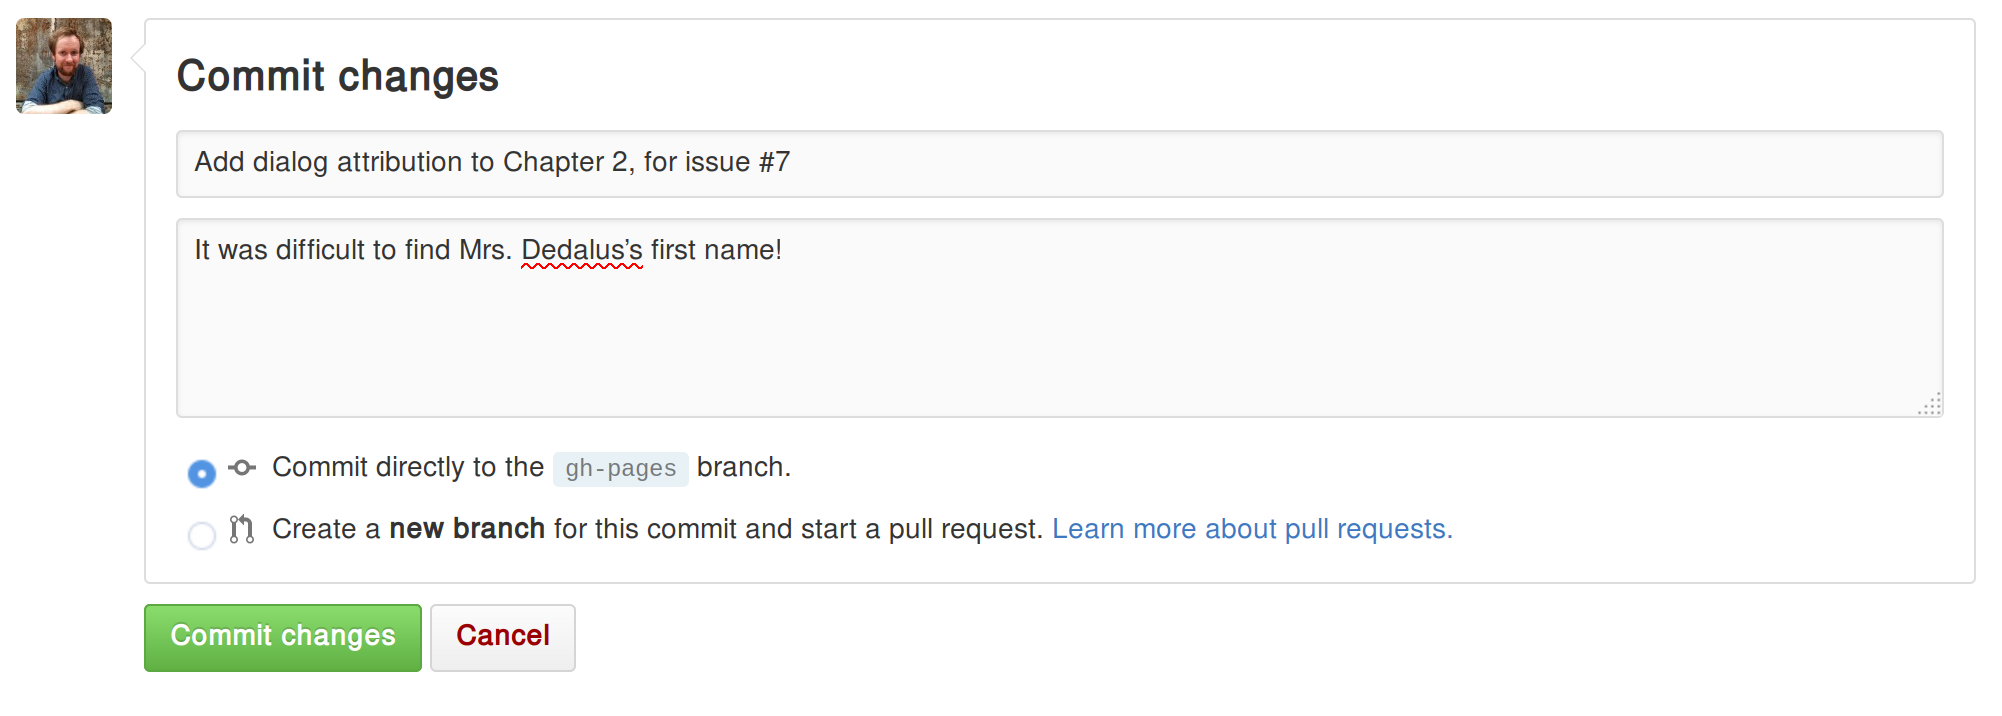 Commit changes
Add dialog attribution to Chapter 2, for issue #7
It was difficult to find Mrs. Dedalus’s first name!
Commit directly to the gh-pages branch.
Create a new branch for this commit and start a pull request. Learn more about pull requests.
Commit changes Cancel